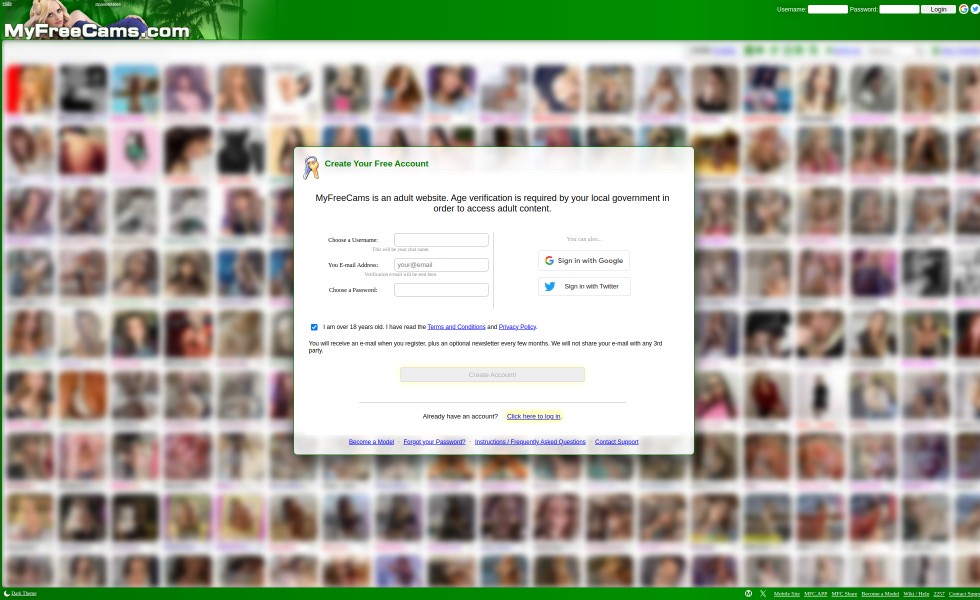 Username: Password: Login
MyFreeCams.com
Create Your Free Account
MyFreeCams is an adult website. Age verification is required by your local government in
order to access adult content.
Choose a Username:
This will be your chat name.
You E-mail Address: your@email
Verification e-mail will be sent here.
Choose a Password:
You can also...
Sign in with Google
Sign in with Twitter
I am over 18 years old. I have read the Terms and Conditions and Privacy Policy.
You will receive an e-mail when you register, plus an optional newsletter every few months. We will not share your e-mail with any 3rd
party.
Create Account!
Already have an account? Click here to log in.
Become a Model · Forgot your Password? · Instructions / Frequently Asked Questions · Contact Support
Dark Theme
Mobile Site MFC.APP MFC Share Become a Model Wiki / Help 2257